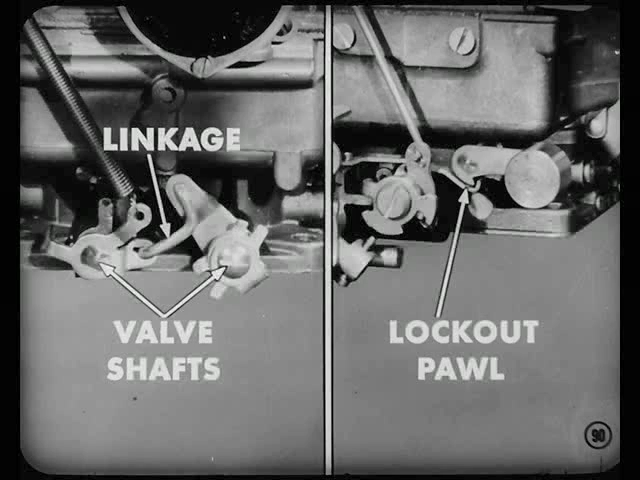 LINKAGE
VALVE
SHAFTS
LOCKOUT
PAWL
90